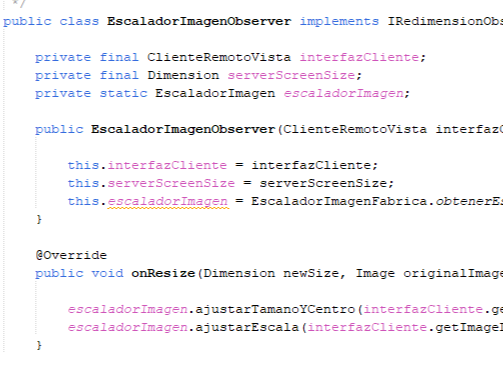 */
public class EscaladorImagenObserver implements IRedimensionObs
private final ClienteRemotoVista interfazCliente;
private final Dimension serverScreenSize;
private static EscaladorImagen escaladorImagen;
public EscaladorImagenObserver(ClienteRemotoVista interfazC
this.interfazCliente = interfazCliente;
this.serverScreenSize = serverScreenSize;
this.escaladorImagen = EscaladorImagenFabrica.obtenerEs
}
@Override
public void onResize(Dimension newSize, Image originalImage
escaladorImagen.ajustarTamanoYCentro(interfazCliente.ge
escaladorImagen.ajustarEscala(interfazCliente.getImageI
}